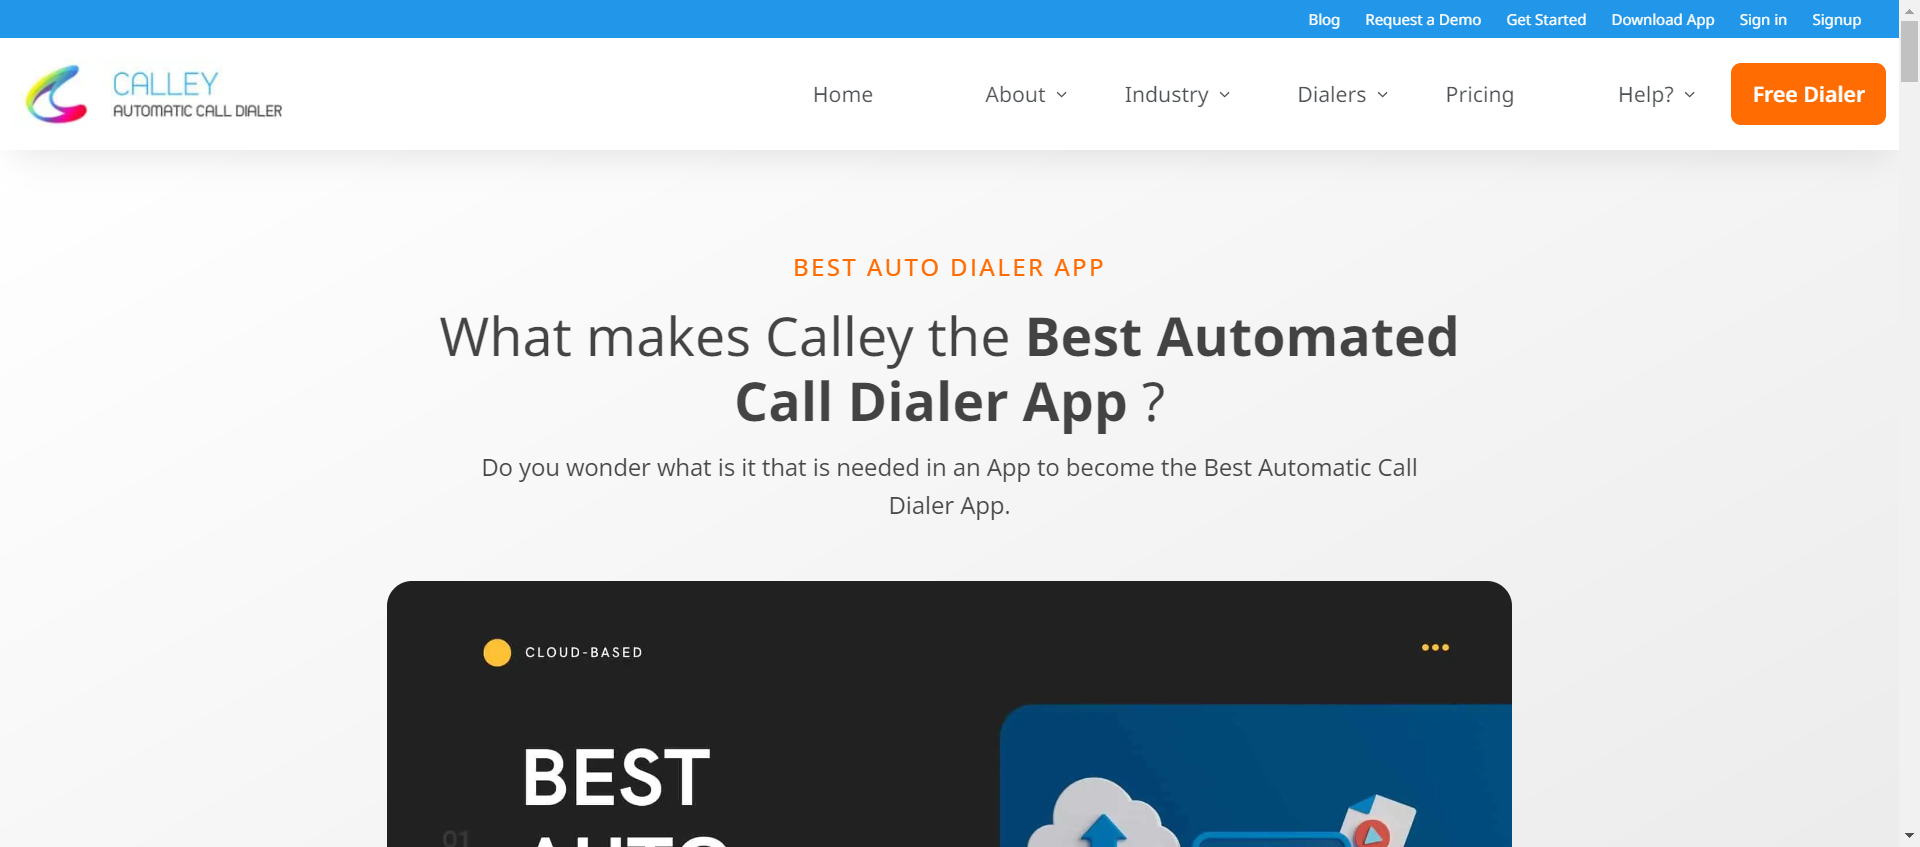 Blog Request a Demo Get Started Download App Sign in Signup
CALLEY
AUTOMATIC CALL DIALER
Home About Industry Dialers Pricing Help? Free Dialer
BEST AUTO DIALER APP
What makes Calley the Best Automated
Call Dialer App ?
Do you wonder what is it that is needed in an App to become the Best Automatic Call
Dialer App.
CLOUD-BASED
BEST
01
AUTO